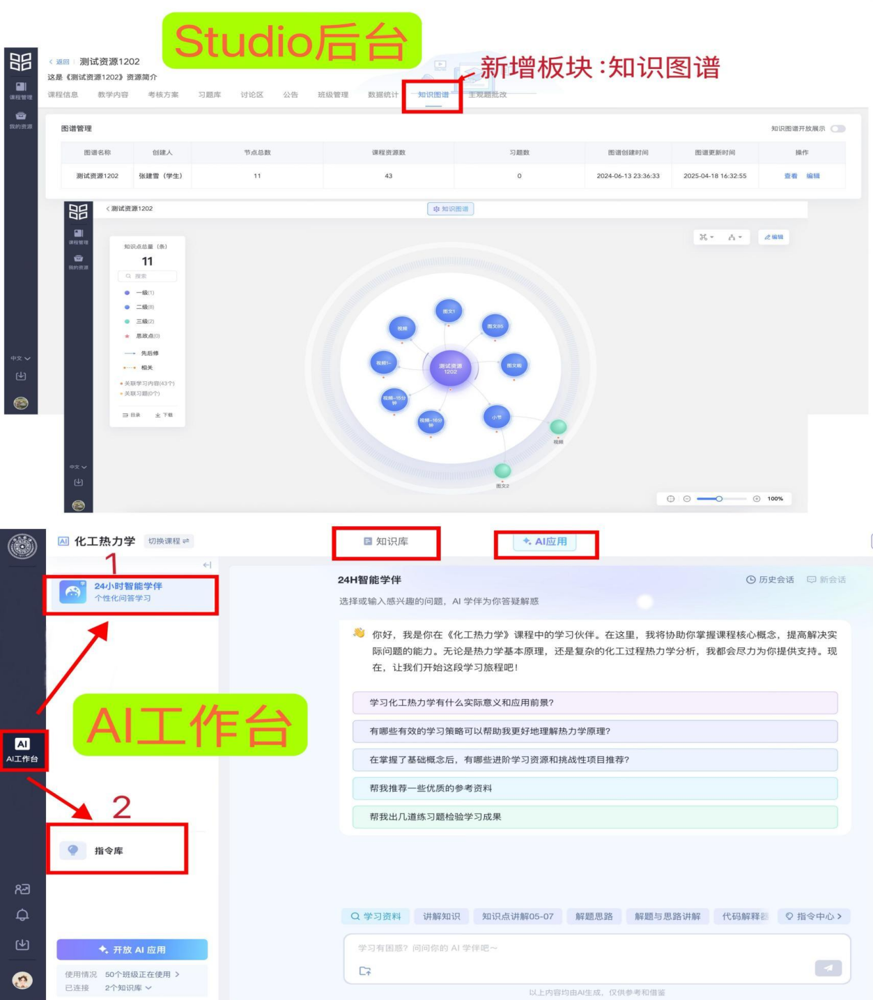 Studio后台
< 返回 测试资源1202
这是《测试资源1202》资源简介
新增板块:知识图谱
课程管理
我的资源
课程信息 教学内容 考核方案 习题库 讨论区 公告 班级管理 数据统计 知识图谱 主观题批改
图谱管理 知识图谱开放展示
图谱名称 创建人 节点总数 课程资源数 习题数 图谱创建时间 图谱更新时间 操作
测试资源1202 张建雪（学生） 11 43 0 2024-06-13 23:36:33 2025-04-18 16:32:55 查看 编辑
< 测试资源1202 知识图谱
课程管理
我的资源
编辑
知识点总量（条）
11
搜索
一级(1)
二级(8)
三级(2)
思政点(0)
先后修
相关
关联学习内容(43个)
关联习题(0个)
目录 下载
图文1
视频
图文85
视频1-
测试资源
1202
图文啦
视频-15分
钟
视频-16分
钟
小节
视频
图文2
中文
中文
100%
AI 化工热力学 切换课程
知识库
AI应用
1
24小时智能学伴
个性化问答学习
24H智能学伴 历史会话 新会话
选择或输入感兴趣的问题，AI 学伴为你答疑解惑
你好，我是你在《化工热力学》课程中的学习伙伴。在这里，我将协助你掌握课程核心概念，提高解决实
际问题的能力。无论是热力学基本原理，还是复杂的化工过程热力学分析，我都会尽力为你提供支持。现
在，让我们开始这段学习旅程吧！
学习化工热力学有什么实际意义和应用前景？
有哪些有效的学习策略可以帮助我更好地理解热力学原理？
在掌握了基础概念后，有哪些进阶学习资源和挑战性项目推荐？
帮我推荐一些优质的参考资料
帮我出几道练习题检验学习成果
AI工作台
AI
AI工作台
2
指令库
学习资料 讲解知识 知识点讲解05-07 解题思路 解题与思路讲解 代码解释器 指令中心 >
学习有困惑？问问你的 AI 学伴吧～
开放 AI 应用
使用情况 50个班级正在使用 >
已连接 2个知识库
以上内容均由AI生成，仅供参考和借鉴